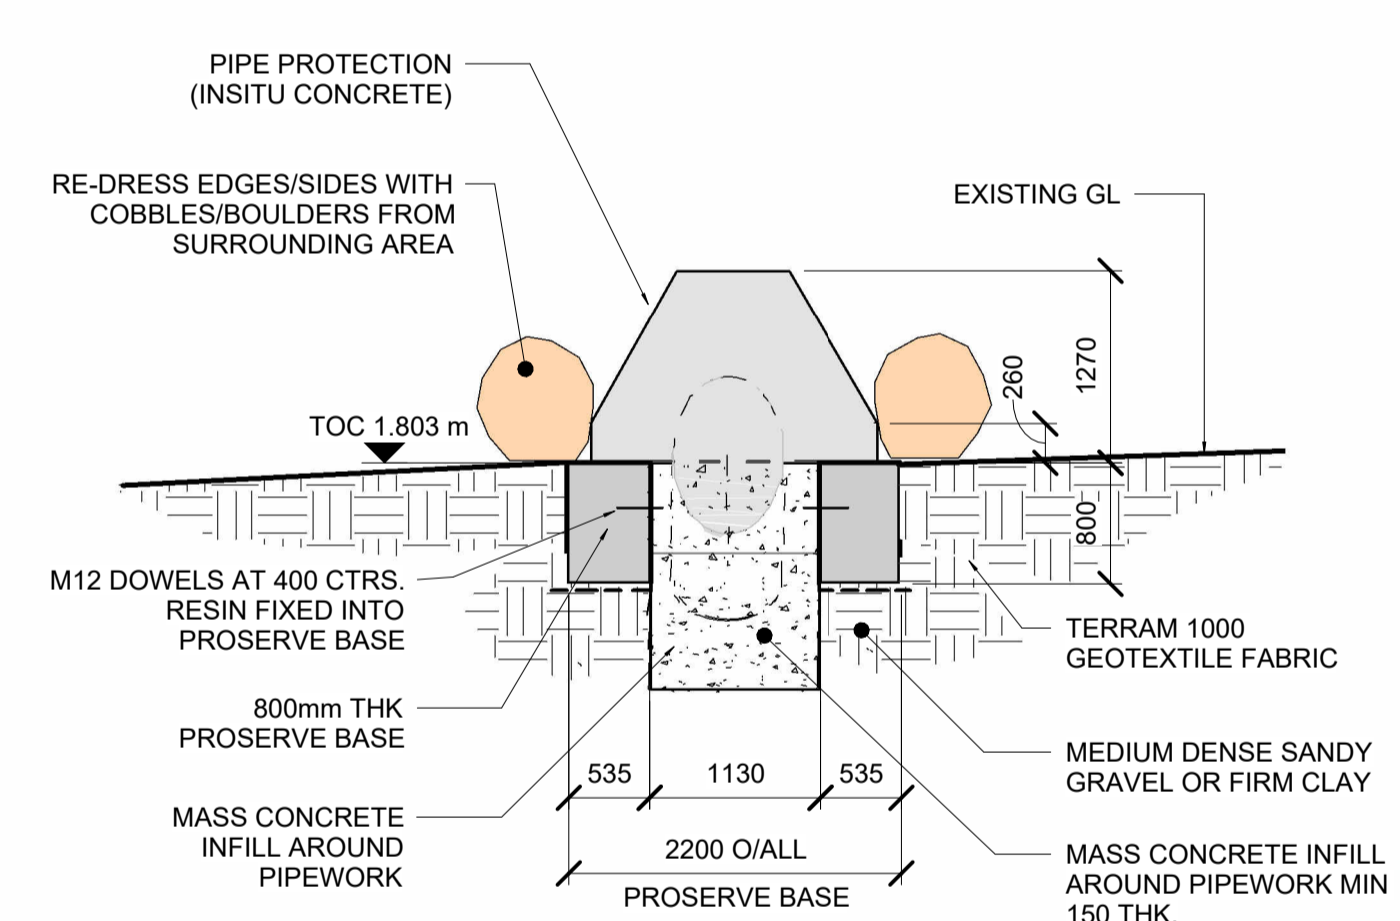 PIPE PROTECTION
(INSITU CONCRETE)
RE-DRESS EDGES/SIDES WITH
COBBLES/BOULDERS FROM
SURROUNDING AREA
EXISTING GL
TOC 1.803 m
260
1270
800
M12 DOWELS AT 400 CTRS.
RESIN FIXED INTO
PROSERVE BASE
800mm THK
PROSERVE BASE
MASS CONCRETE
INFILL AROUND
PIPEWORK
TERRAM 1000
GEOTEXTILE FABRIC
MEDIUM DENSE SANDY
GRAVEL OR FIRM CLAY
MASS CONCRETE INFILL
AROUND PIPEWORK MIN
150 THK.
535
1130
535
2200 O/ALL
PROSERVE BASE